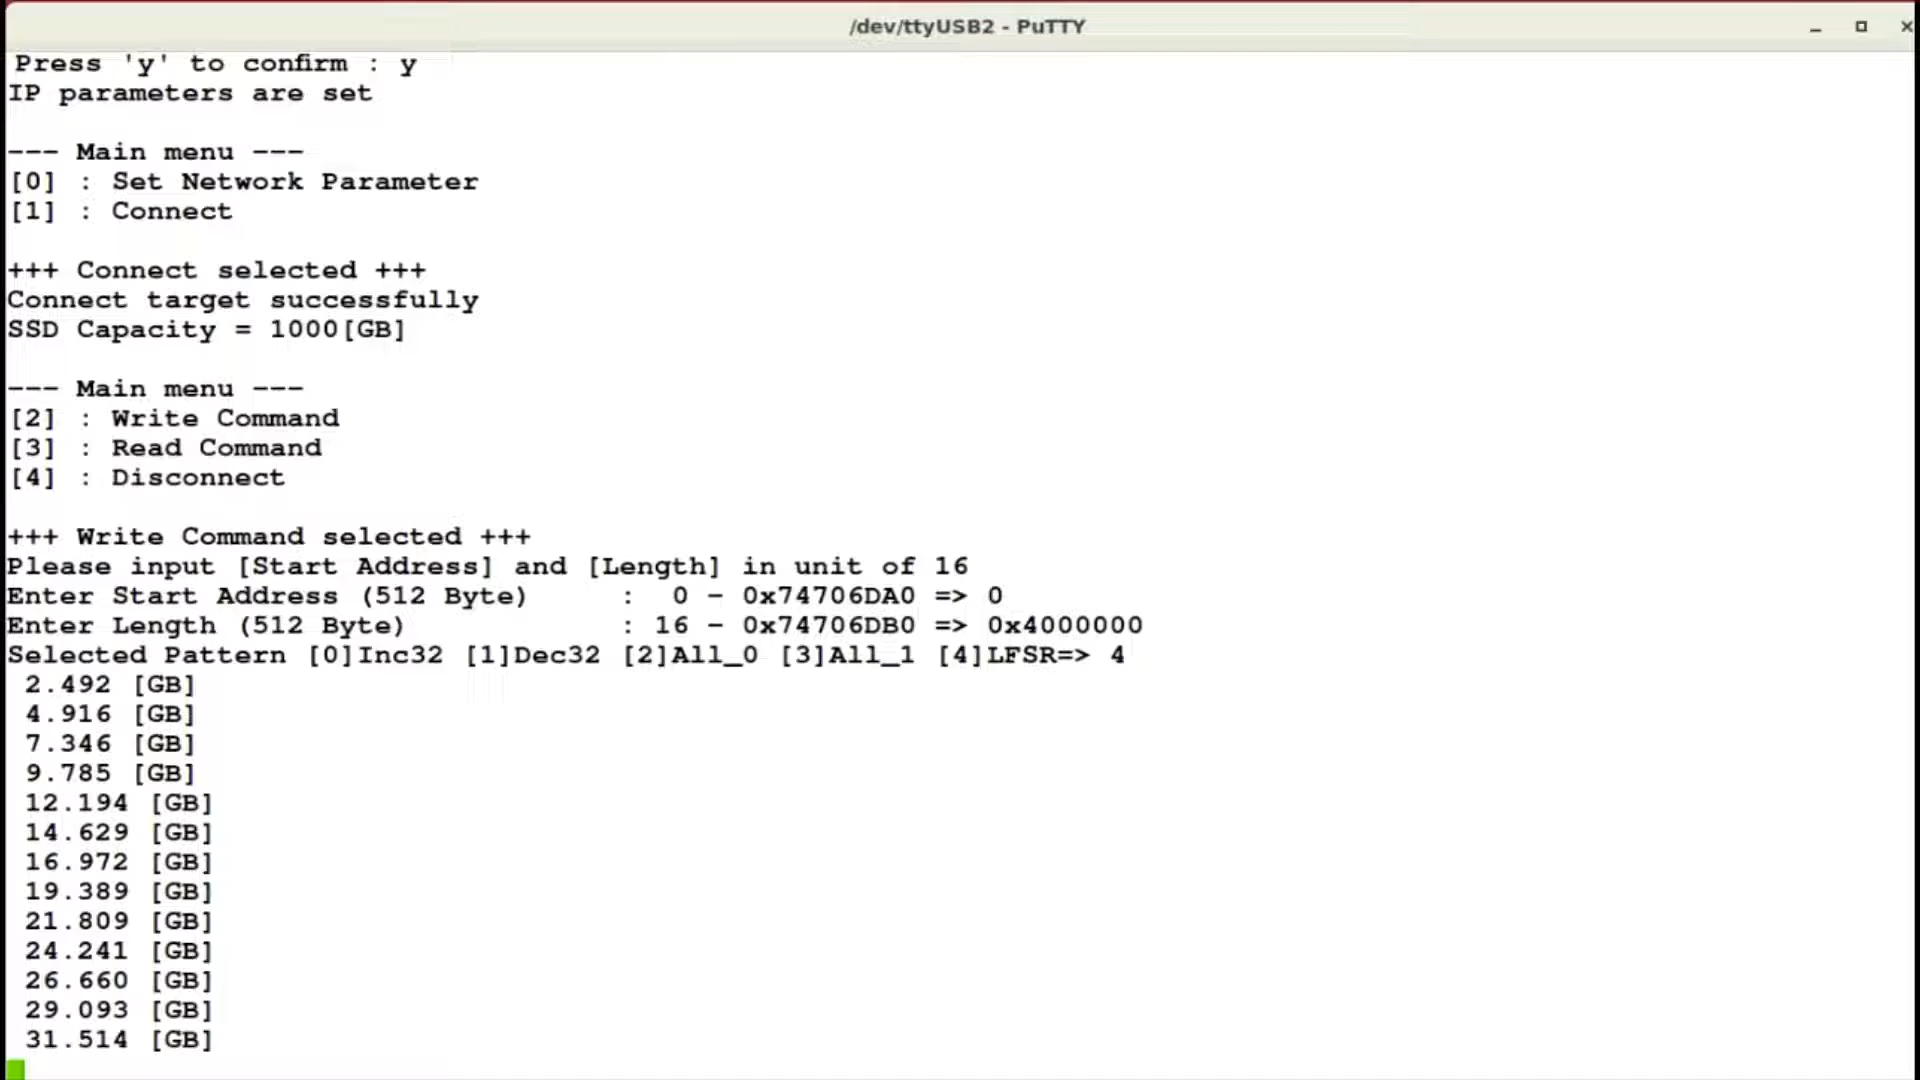 /dev/ttyUSB2 - PuTTY
Press 'y' to confirm : y
IP parameters are set
--- Main menu ---
[0] : Set Network Parameter
[1] : Connect
+++ Connect selected +++
Connect target successfully
SSD Capacity = 1000[GB]
--- Main menu ---
[2] : Write Command
[3] : Read Command
[4] : Disconnect
+++ Write Command selected +++
Please input [Start Address] and [Length] in unit of 16
Enter Start Address (512 Byte)     :  0 - 0x74706DA0 => 0
Enter Length (512 Byte)            : 16 - 0x74706DB0 => 0x4000000
Selected Pattern [0]Inc32 [1]Dec32 [2]All_0 [3]All_1 [4]LFSR=> 4
2.492 [GB]
4.916 [GB]
7.346 [GB]
9.785 [GB]
12.194 [GB]
14.629 [GB]
16.972 [GB]
19.389 [GB]
21.809 [GB]
24.241 [GB]
26.660 [GB]
29.093 [GB]
31.514 [GB]